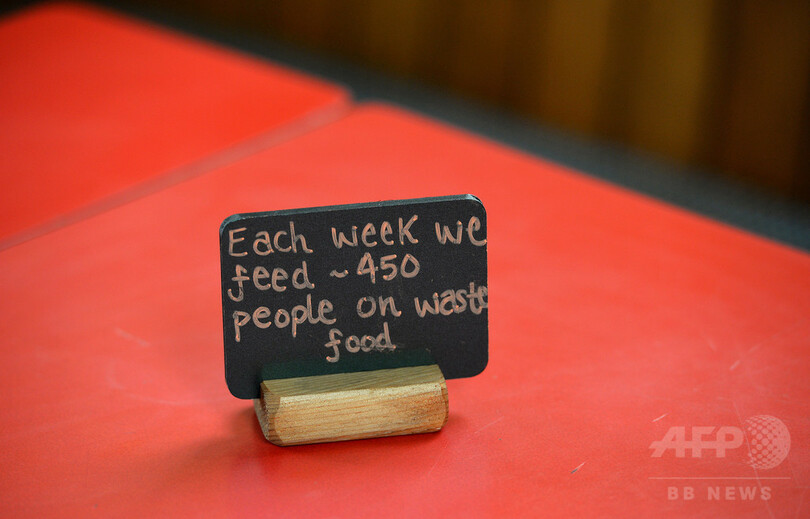 Each week we
feed ~450
people on waste
food
AFP
BB NEWS